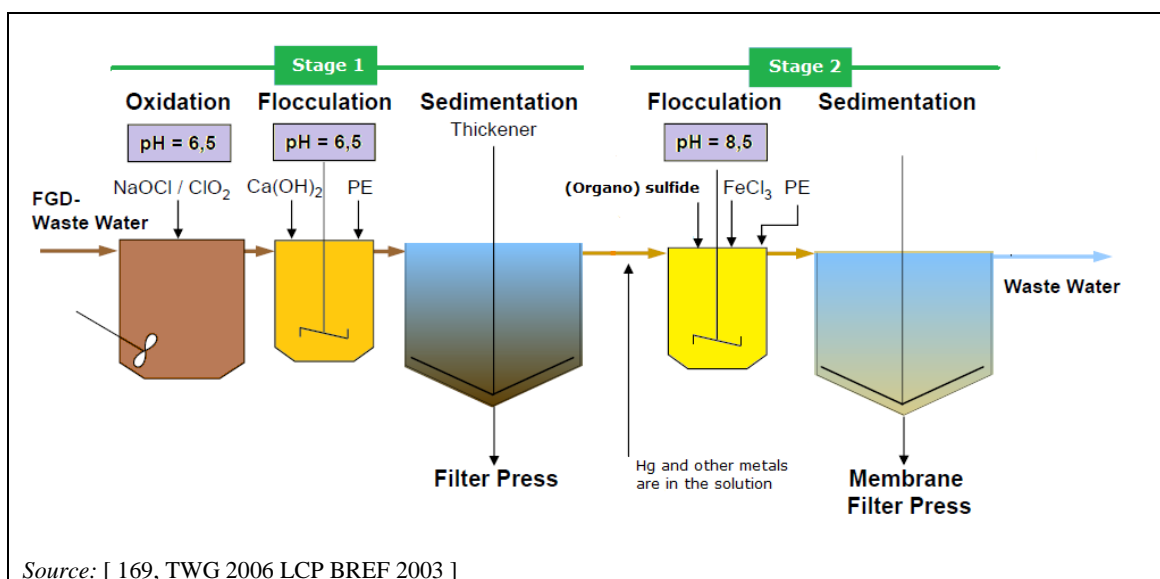 Stage 1
Stage 2
Oxidation Flocculation Sedimentation
Flocculation Sedimentation
Thickener
pH = 6,5 pH = 6,5
pH = 8,5
NaOCl / ClO₂ Ca(OH)₂ PE
(Organo) sulfide FeCl₃ PE
FGD-
Waste Water
Waste Water
Filter Press
Hg and other metals
are in the solution
Membrane
Filter Press
Source: [ 169, TWG 2006 LCP BREF 2003 ]